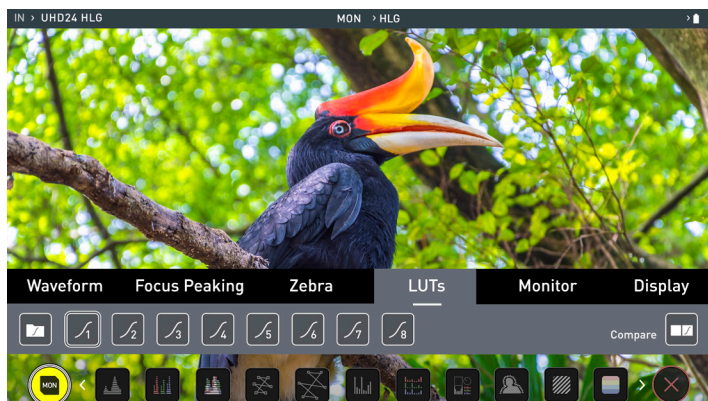 IN > UHD24 HLG MON > HLG >
Waveform Focus Peaking Zebra LUTs Monitor Display
1 2 3 4 5 6 7 8 Compare
MON < >